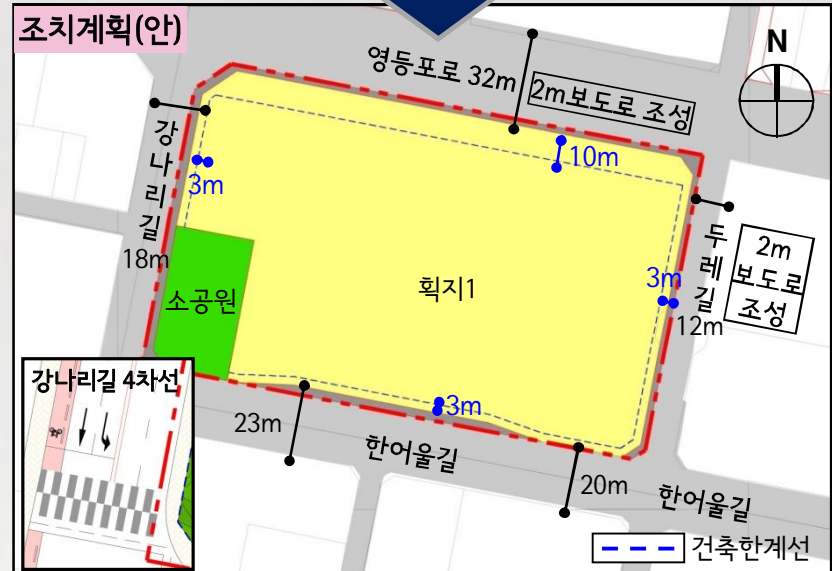 조치계획(안)
영등포로 32m
2m보도로 조성
N
강나리길
18m
3m
10m
두레길
12m
2m
보도로
조성
3m
획지1
소공원
강나리길 4차선
23m
3m
한어울길
20m
한어울길
건축한계선